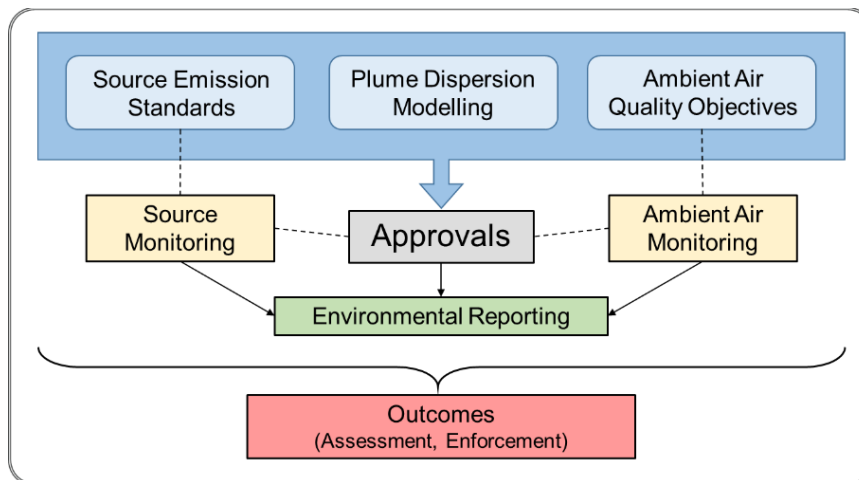 Source Emission
Standards
Plume Dispersion
Modelling
Ambient Air
Quality Objectives
Source
Monitoring
Approvals
Ambient Air
Monitoring
Environmental Reporting
Outcomes
(Assessment, Enforcement)